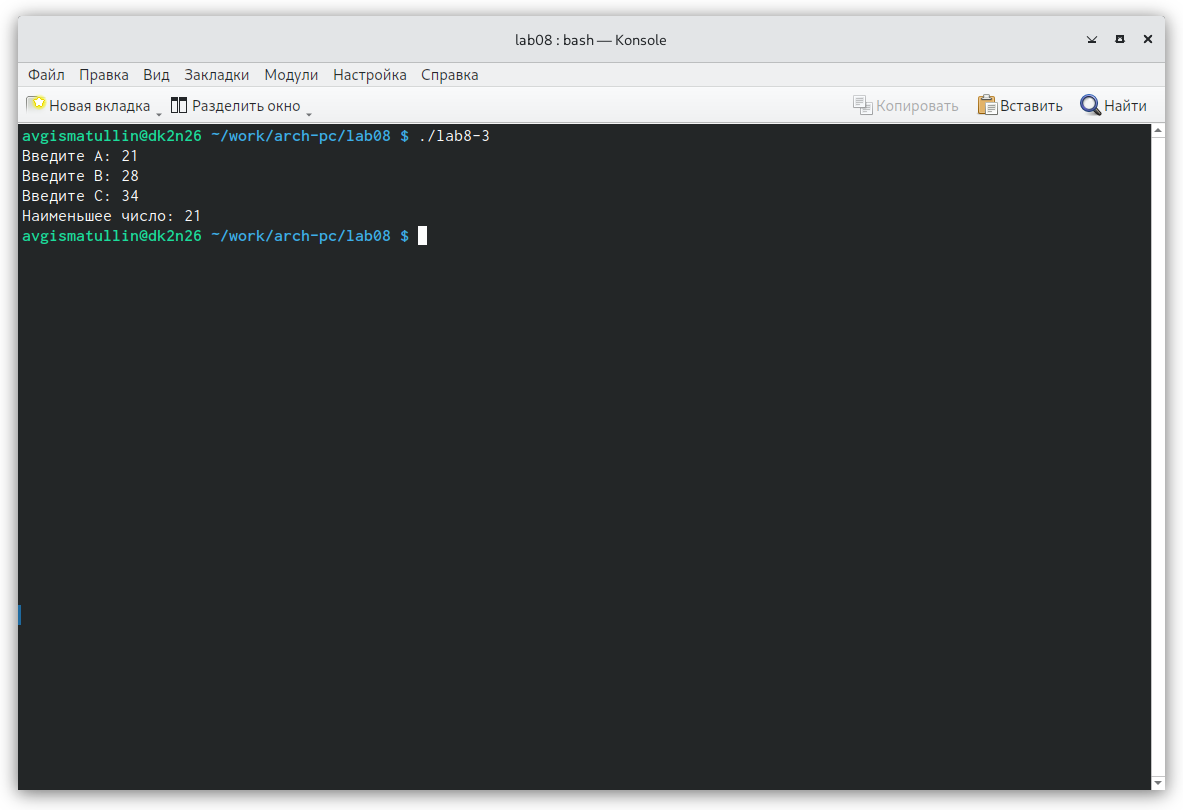 lab08 : bash — Konsole
Файл Правка Вид Закладки Модули Настройка Справка
Новая вкладка Разделить окно Копировать Вставить Найти
avgismatullin@dk2n26 ~/work/arch-pc/lab08 $ ./lab8-3
Введите A: 21
Введите B: 28
Введите C: 34
Наименьшее число: 21
avgismatullin@dk2n26 ~/work/arch-pc/lab08 $